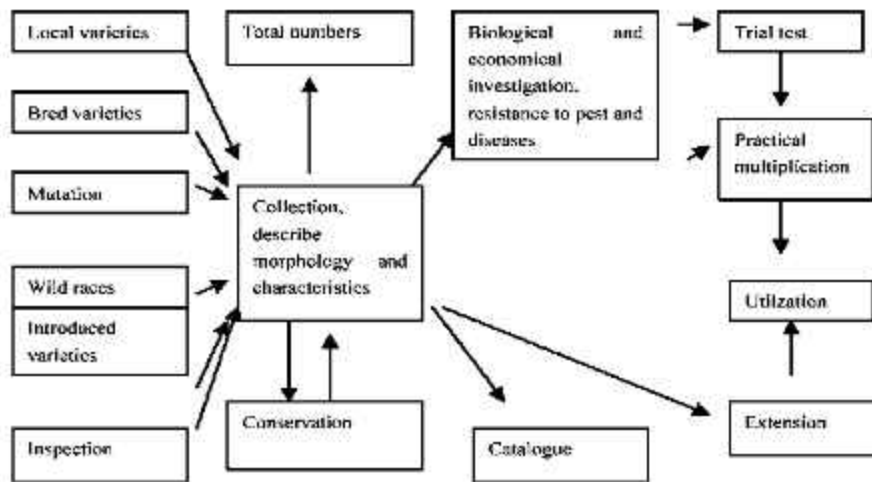 Local varieties
Bred varieties
Mutation
Wild races
Introduced
varieties
Inspection
Total numbers
Collection,
describe
morphology and
characteristics
Conservation
Biological and
economical
investigation,
resistance to pest and
diseases
Catalogue
Trial test
Practical
multiplication
Utilzation
Extension